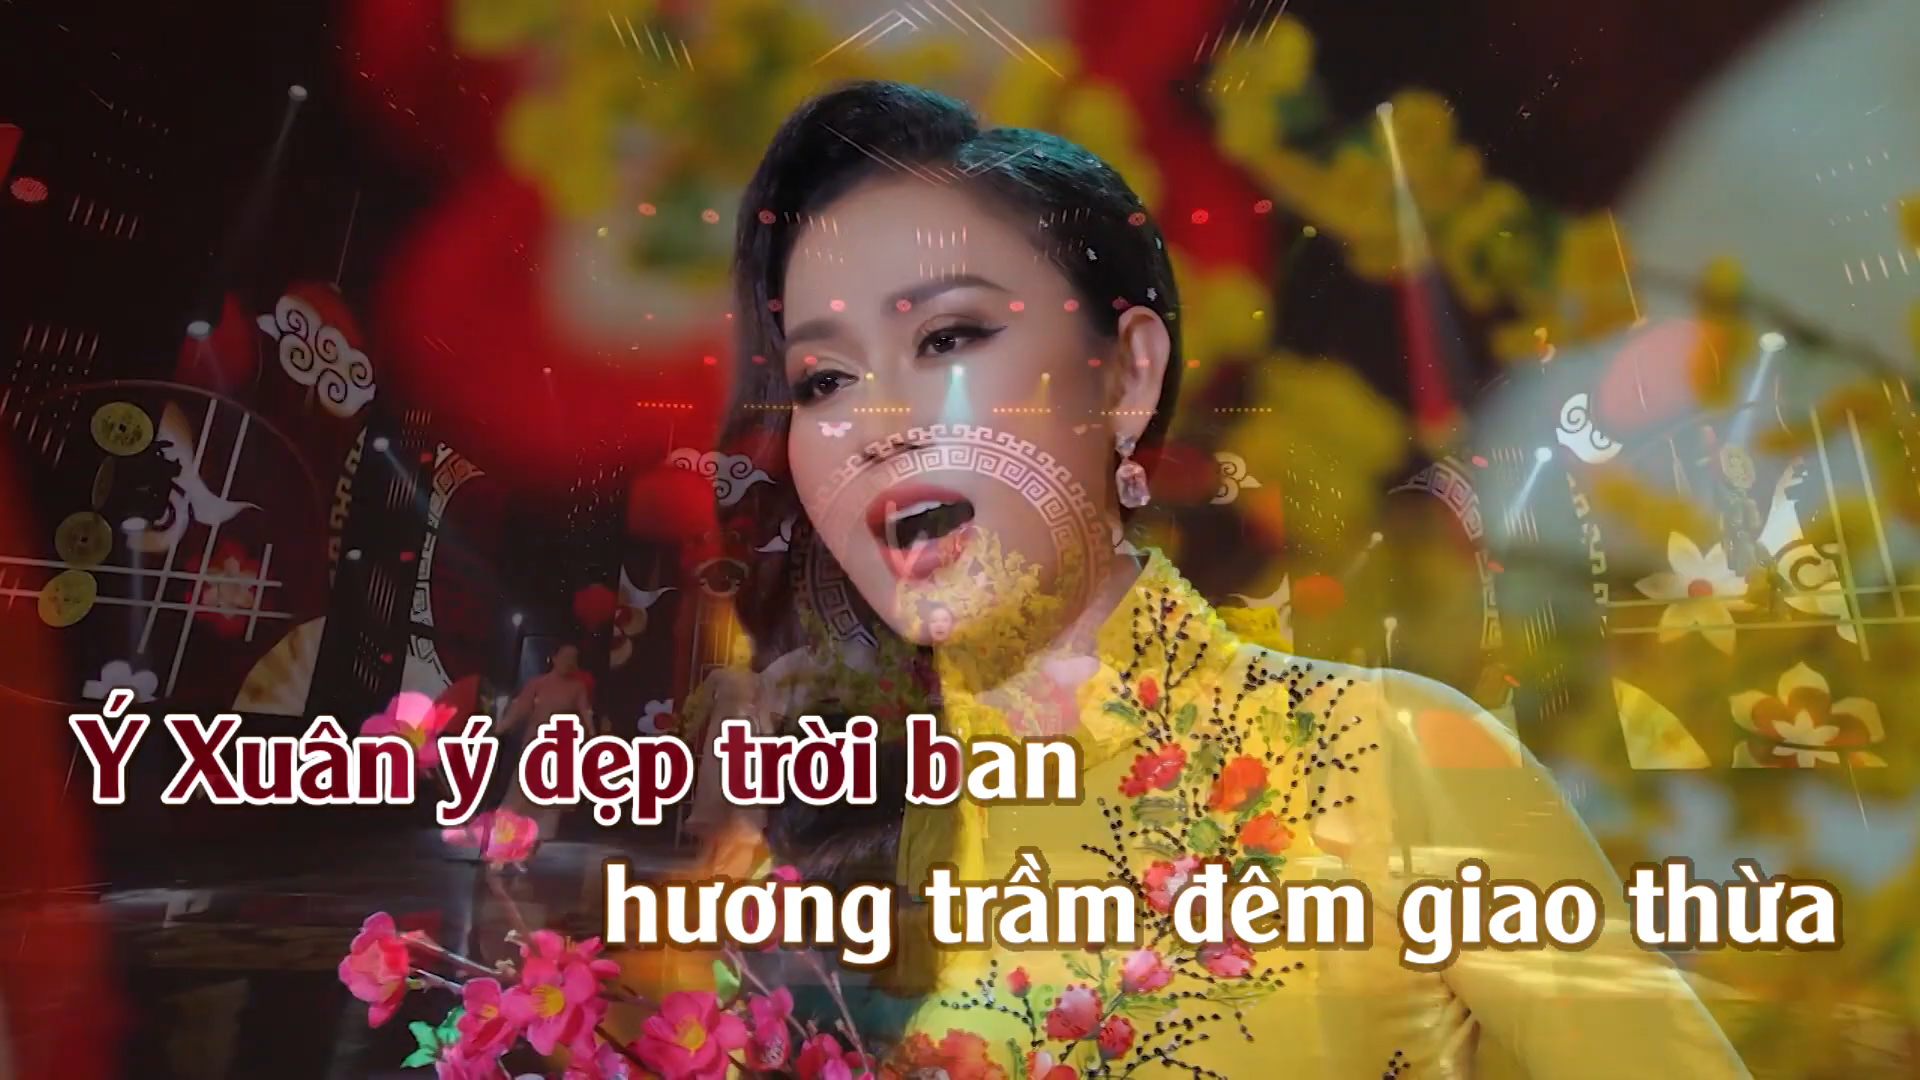 Ý Xuân ý đẹp trời ban
hương trầm đêm giao thừa